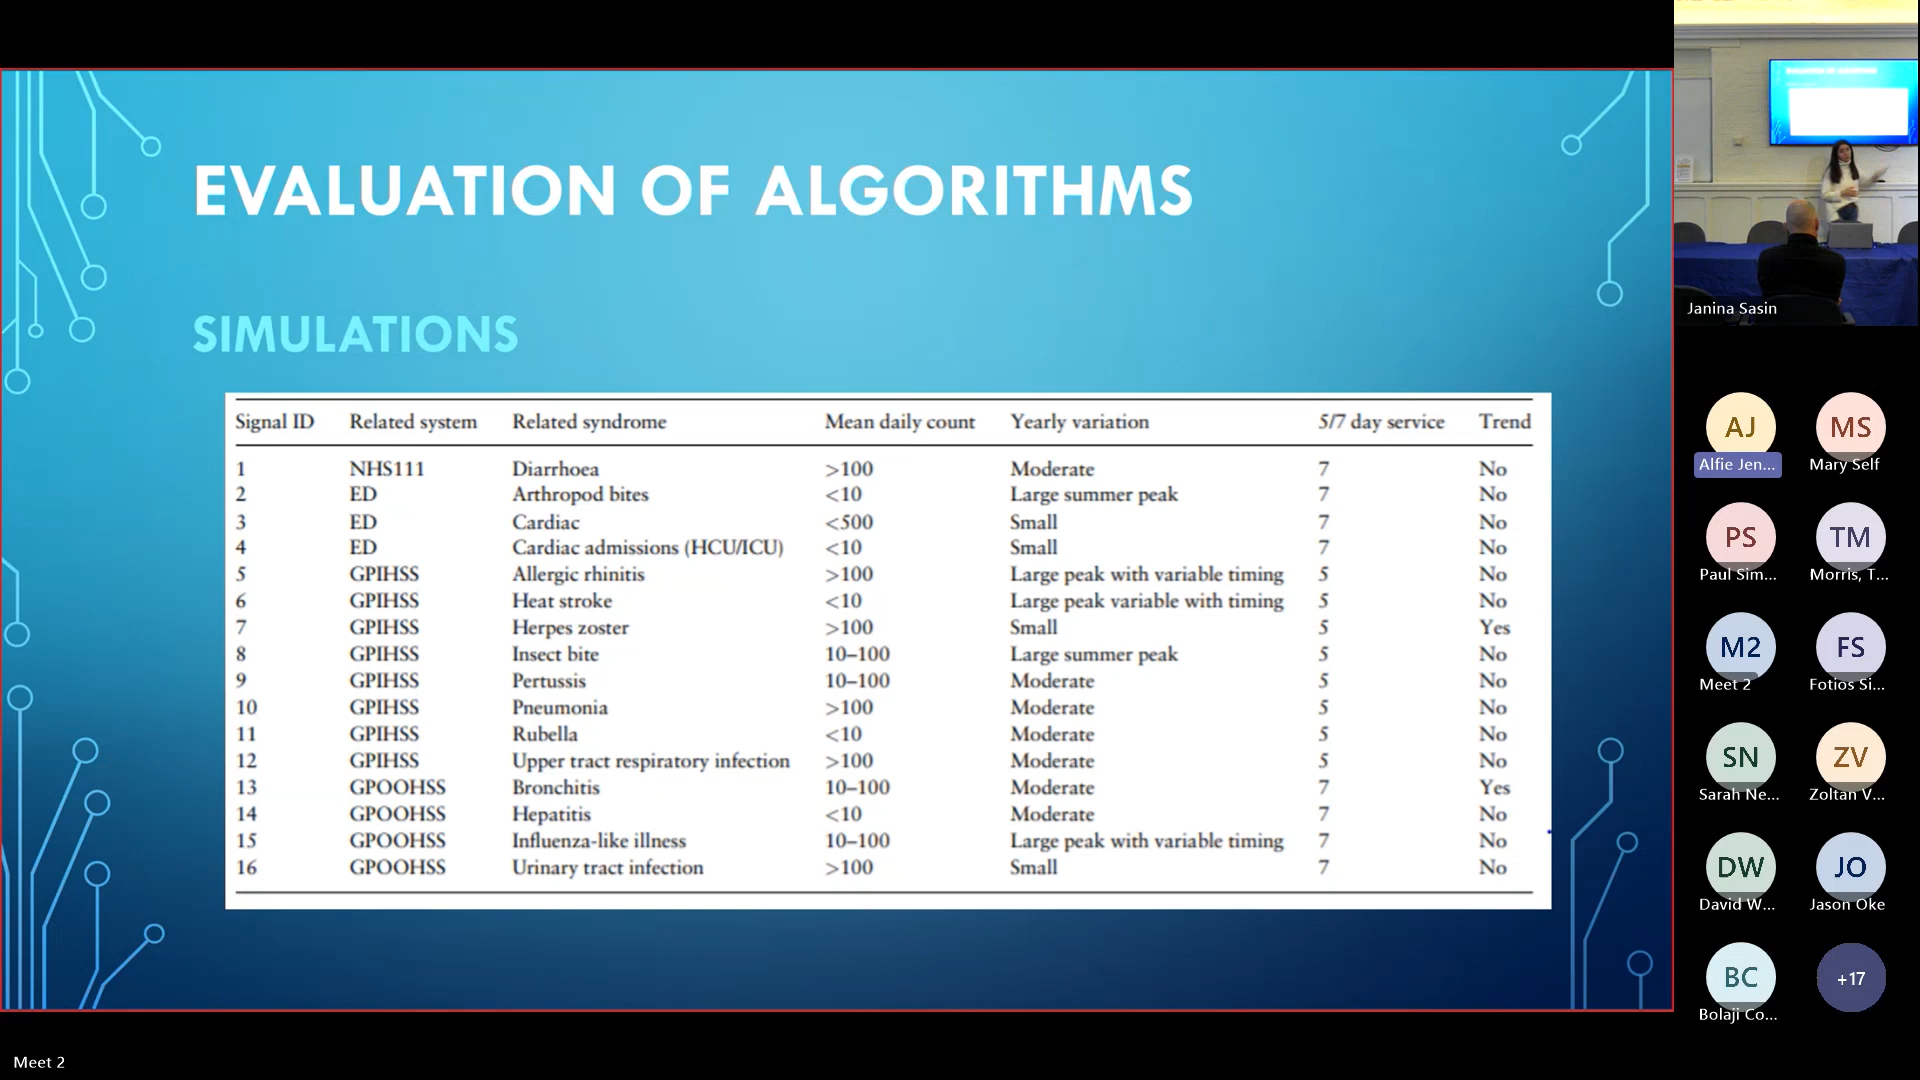 EVALUATION OF ALGORITHMS
SIMULATIONS
Signal ID Related system Related syndrome Mean daily count Yearly variation 5/7 day service Trend
1 NHS111 Diarrhoea >100 Moderate 7 No
2 ED Arthropod bites <10 Large summer peak 7 No
3 ED Cardiac <500 Small 7 No
4 ED Cardiac admissions (HCU/ICU) <10 Small 7 No
5 GPIHSS Allergic rhinitis >100 Large peak with variable timing 5 No
6 GPIHSS Heat stroke <10 Large peak variable with timing 5 No
7 GPIHSS Herpes zoster >100 Small 5 Yes
8 GPIHSS Insect bite 10–100 Large summer peak 5 No
9 GPIHSS Pertussis 10–100 Moderate 5 No
10 GPIHSS Pneumonia >100 Moderate 5 No
11 GPIHSS Rubella <10 Moderate 5 No
12 GPIHSS Upper tract respiratory infection >100 Moderate 5 No
13 GPOOHSS Bronchitis 10–100 Moderate 7 Yes
14 GPOOHSS Hepatitis <10 Moderate 7 No
15 GPOOHSS Influenza-like illness 10–100 Large peak with variable timing 7 No
16 GPOOHSS Urinary tract infection >100 Small 7 No
Meet 2
Janina Sasin
AJ MS
Alfie Jen... Mary Self
PS TM
Paul Sim... Morris, T...
M2 FS
Meet 2 Fotios Si...
SN ZV
Sarah Ne... Zoltan V...
DW JO
David W... Jason Oke
BC +17
Bolaji Co...